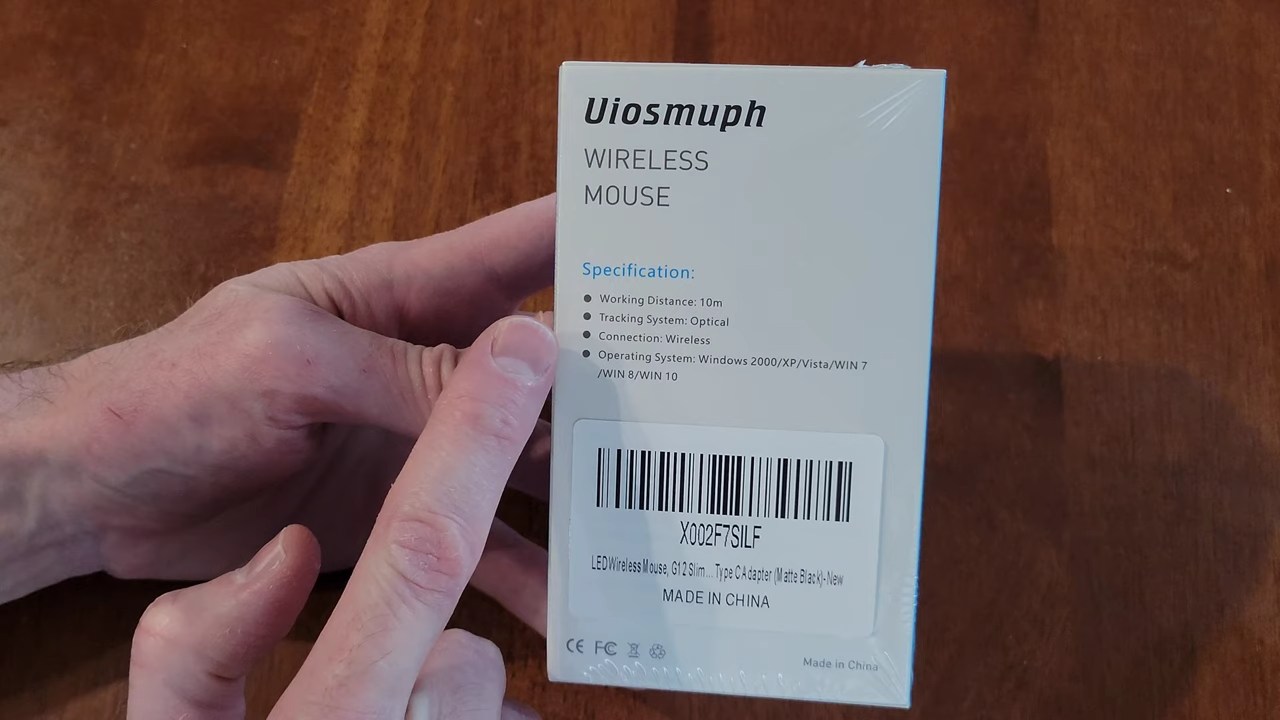 Uiosmuph
WIRELESS
MOUSE
Specification:
Working Distance: 10m
Tracking System: Optical
Connection: Wireless
Operating System: Windows 2000/XP/Vista/WIN 7
/WIN 8/WIN 10
X002F7SILF
LED Wireless Mouse, G12 Slim... Type C Adapter (Matte Black)- New
MADE IN CHINA
CE FC
Made in China